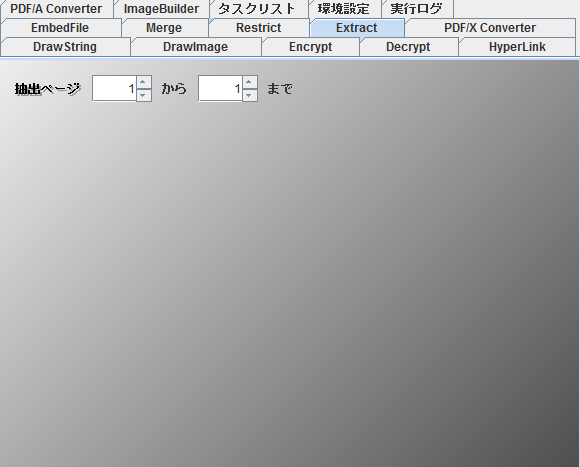 PDF/A Converter ImageBuilder タスクリスト 環境設定 実行ログ
EmbedFile Merge Restrict Extract PDF/X Converter
DrawString DrawImage Encrypt Decrypt HyperLink
抽出ページ 1 から 1 まで